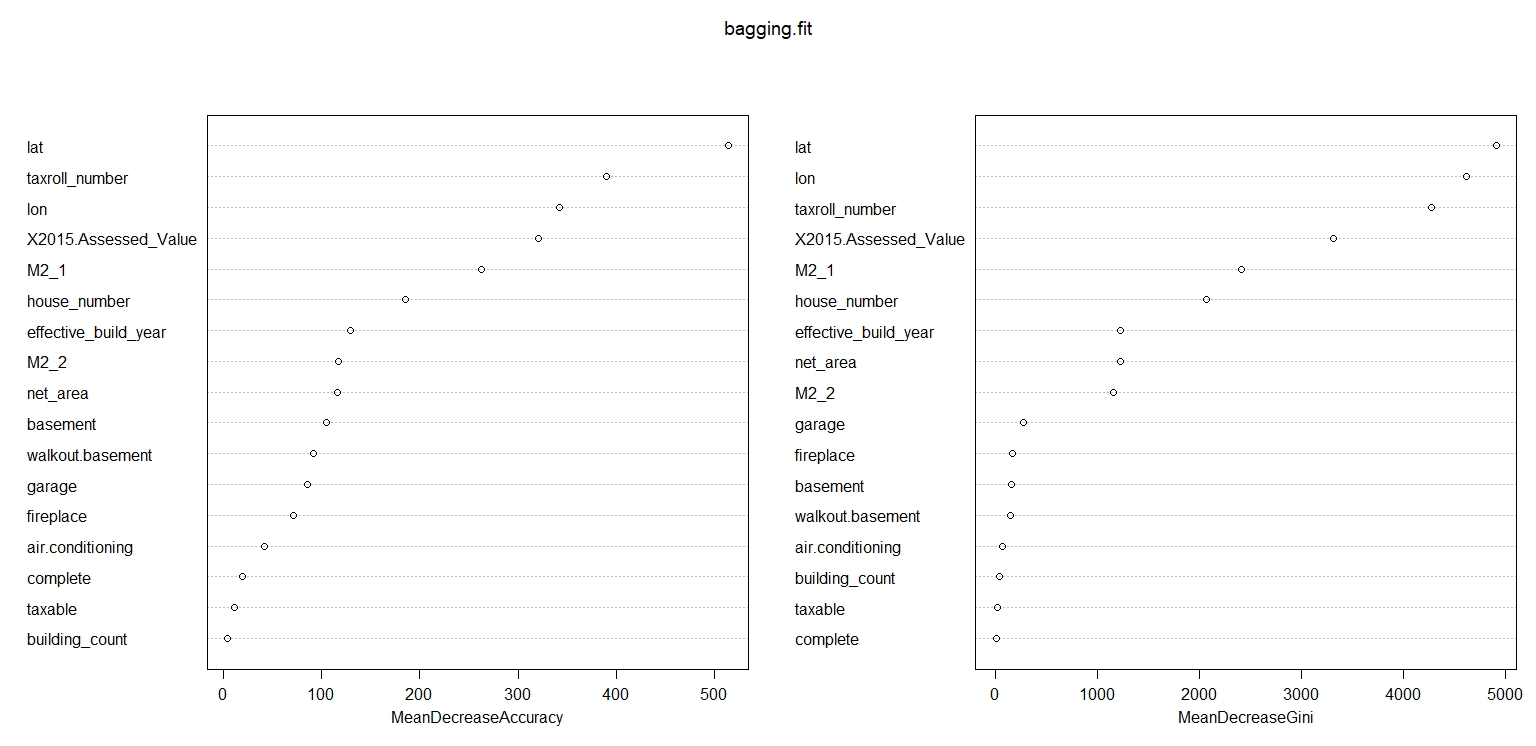 bagging.fit
lat
taxroll_number
lon
X2015.Assessed_Value
M2_1
house_number
effective_build_year
M2_2
net_area
basement
walkout.basement
garage
fireplace
air.conditioning
complete
taxable
building_count
0 100 200 300 400 500
MeanDecreaseAccuracy
lat
lon
taxroll_number
X2015.Assessed_Value
M2_1
house_number
effective_build_year
net_area
M2_2
garage
fireplace
basement
walkout.basement
air.conditioning
building_count
taxable
complete
0 1000 2000 3000 4000 5000
MeanDecreaseGini